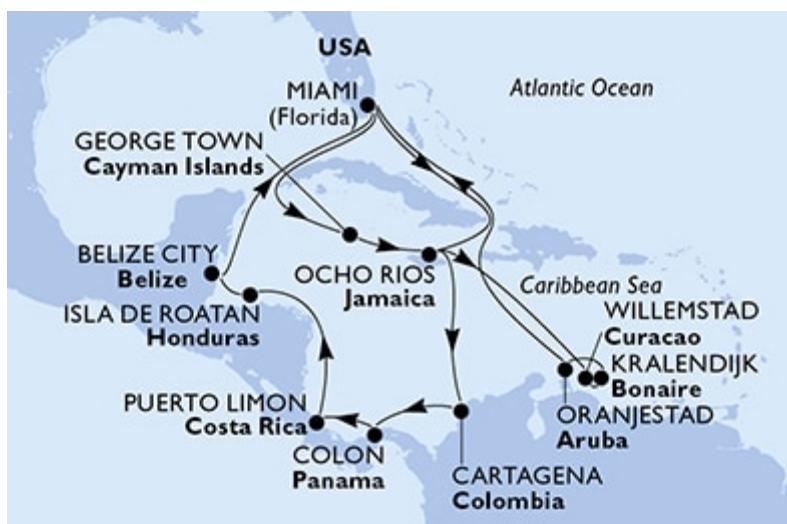 USA
MIAMI
(Florida)
Atlantic Ocean
GEORGE TOWN
Cayman Islands
BELIZE CITY
Belize
OCHO RIOS
Jamaica
Caribbean Sea
ISLA DE ROATAN
Honduras
WILLEMSTAD
Curacao
KRALENDIJK
Bonaire
PUERTO LIMON
Costa Rica
ORANJESTAD
Aruba
COLON
Panama
CARTAGENA
Colombia